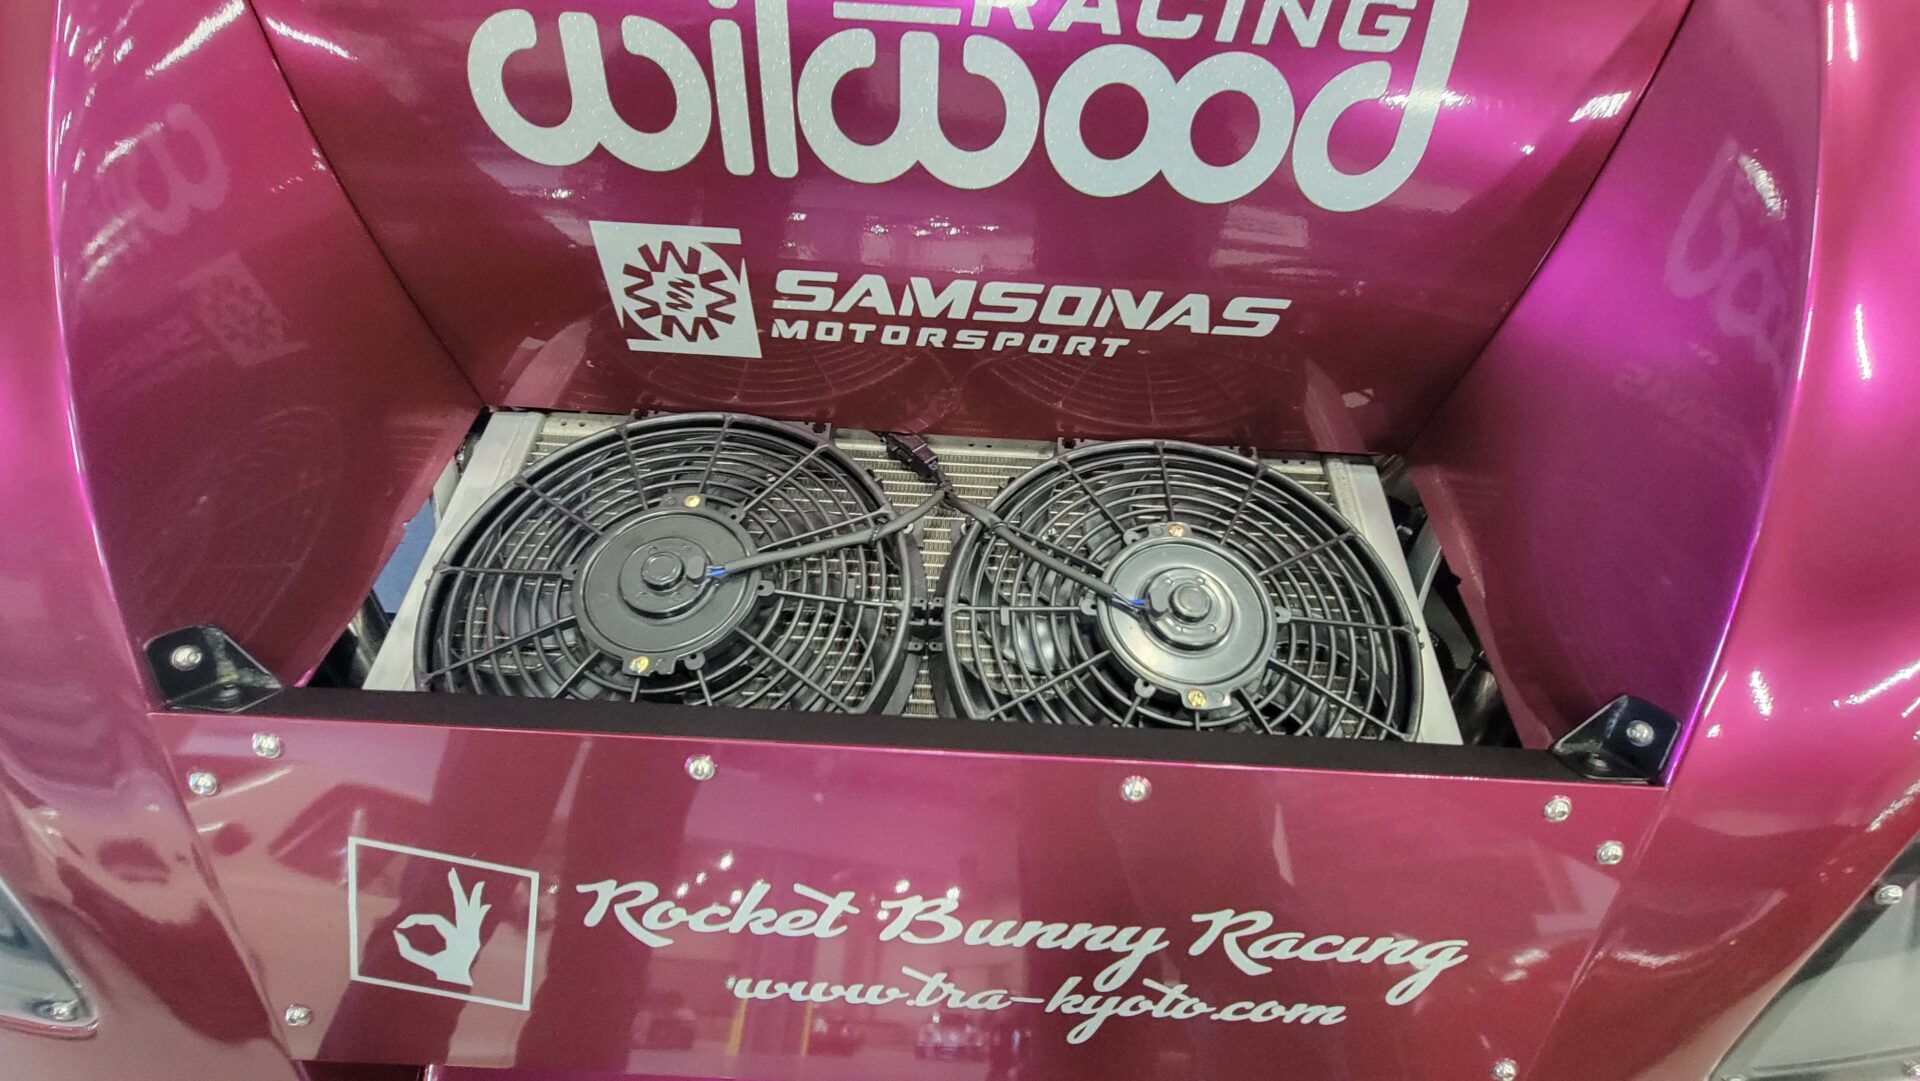 RACING
wilwood
SAMSONAS
MOTORSPORT
Rocket Bunny Racing
www.tra-kyoto.com